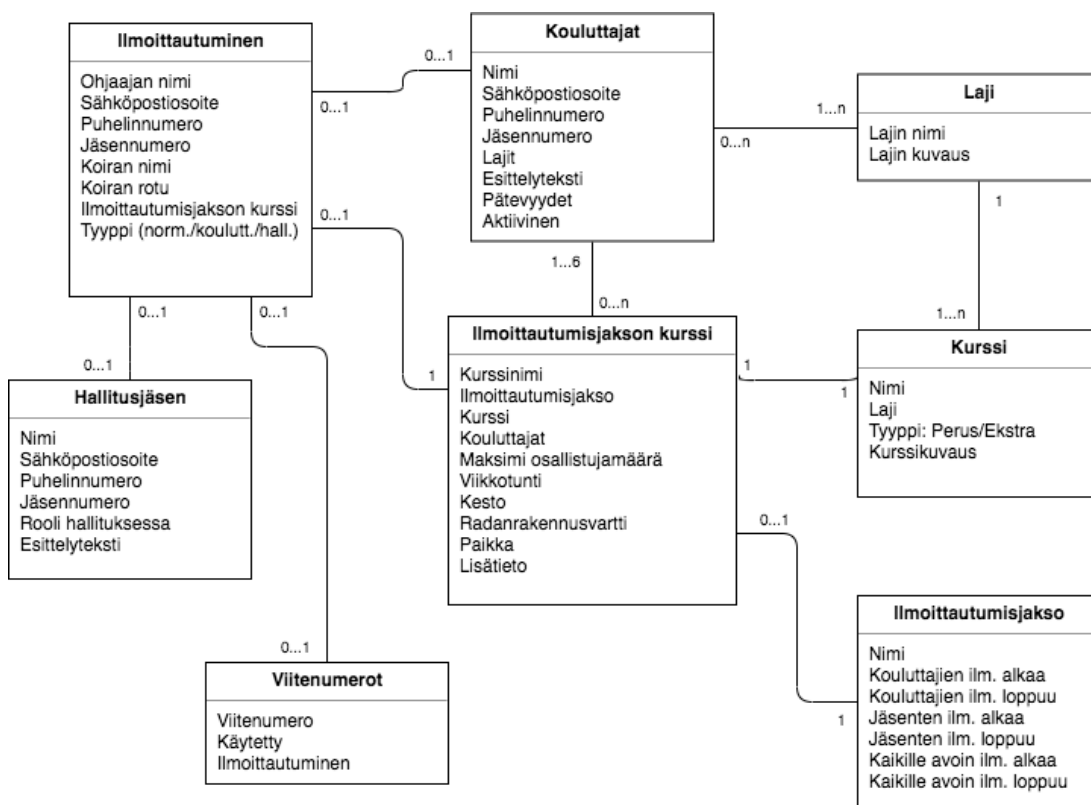 Ilmoittautuminen
Ohjaajan nimi
Sähköpostiosoite
Puhelinnumero
Jäsennumero
Koiran nimi
Koiran rotu
Ilmoittautumisjakson kurssi
Tyyppi (norm./koulutt./hall.)
0...1
0...1
Kouluttajat
Nimi
Sähköpostiosoite
Puhelinnumero
Jäsennumero
Lajit
Esittelyteksti
Pätevyydet
Aktiivinen
1...n
0...n
Laji
Lajin nimi
Lajin kuvaus
0...1
1
1...6
0...n
0...1
0...1
0...1
1
1...n
Hallitusjäsen
Nimi
Sähköpostiosoite
Puhelinnumero
Jäsennumero
Rooli hallituksessa
Esittelyteksti
Ilmoittautumisjakson kurssi
Kurssinimi
Ilmoittautumisjakso
Kurssi
Kouluttajat
Maksimi osallistujamäärä
Viikkotunti
Kesto
Radanrakennusvartti
Paikka
Lisätieto
1
1
Kurssi
Nimi
Laji
Tyyppi: Perus/Ekstra
Kurssikuvaus
0...1
0...1
1
Viitenumerot
Viitenumero
Käytetty
Ilmoittautuminen
Ilmoittautumisjakso
Nimi
Kouluttajien ilm. alkaa
Kouluttajien ilm. loppuu
Jäsenten ilm. alkaa
Jäsenten ilm. loppuu
Kaikille avoin ilm. alkaa
Kaikille avoin ilm. loppuu